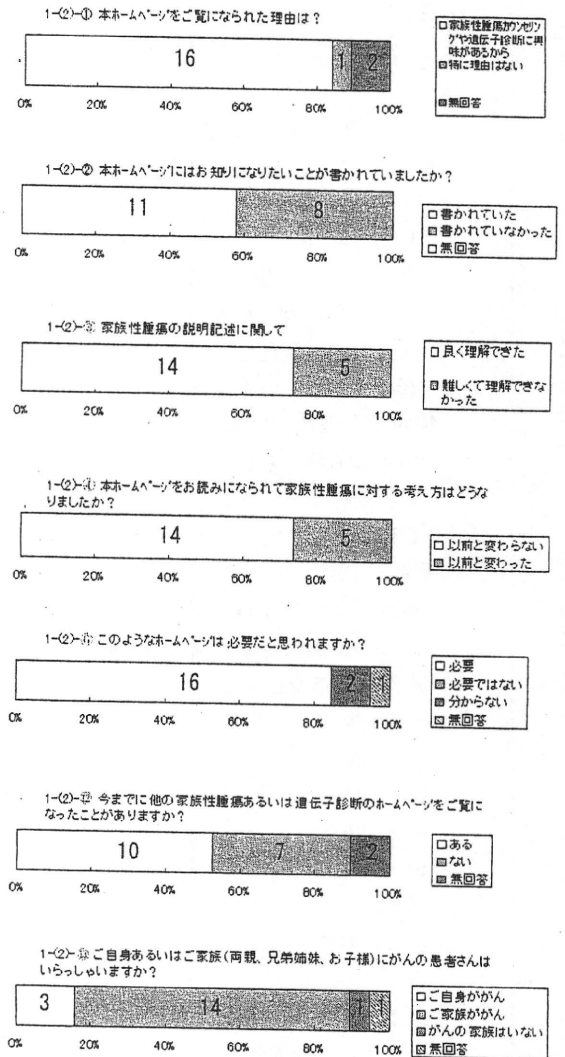 1-(2)-① 本ホームページをご覧になられた理由は？
□家族性腫瘍カウンセリン
グや遺伝子診断に興
味があるから
特に理由はない
無回答
16 1 2
0% 20% 40% 60% 80% 100%
1-(2)-② 本ホームページにはお知りになりたいことが書かれていましたか？
11 8
□書かれていた
書かれていなかった
□無回答
0% 20% 40% 60% 80% 100%
1-(2)- 家族性腫瘍の説明記述に関して
14 5
□良く理解できた
難しくて理解できな
かった
0% 20% 40% 60% 80% 100%
1-(2)- 本ホームページをお読みになられて家族性腫瘍に対する考え方はどうな
りましたか？
14 5
□以前と変わらない
以前と変わった
0% 20% 40% 60% 80% 100%
1-(2)- このようなホームページは必要だと思われますか？
16 2 1
□必要
必要ではない
分からない
無回答
0% 20% 40% 60% 80% 100%
1-(2)- 今までに他の家族性腫瘍あるいは遺伝子診断のホームページをご覧に
なったことがありますか？
10 7 2
□ある
ない
無回答
0% 20% 40% 60% 80% 100%
1-(2)- ご自身あるいはご家族(両親、兄弟姉妹、お子様)にがんの患者さんは
いらっしゃいますか？
3 14 1 1
□ご自身ががん
ご家族ががん
がんの家族はいない
無回答
0% 20% 40% 60% 80% 100%